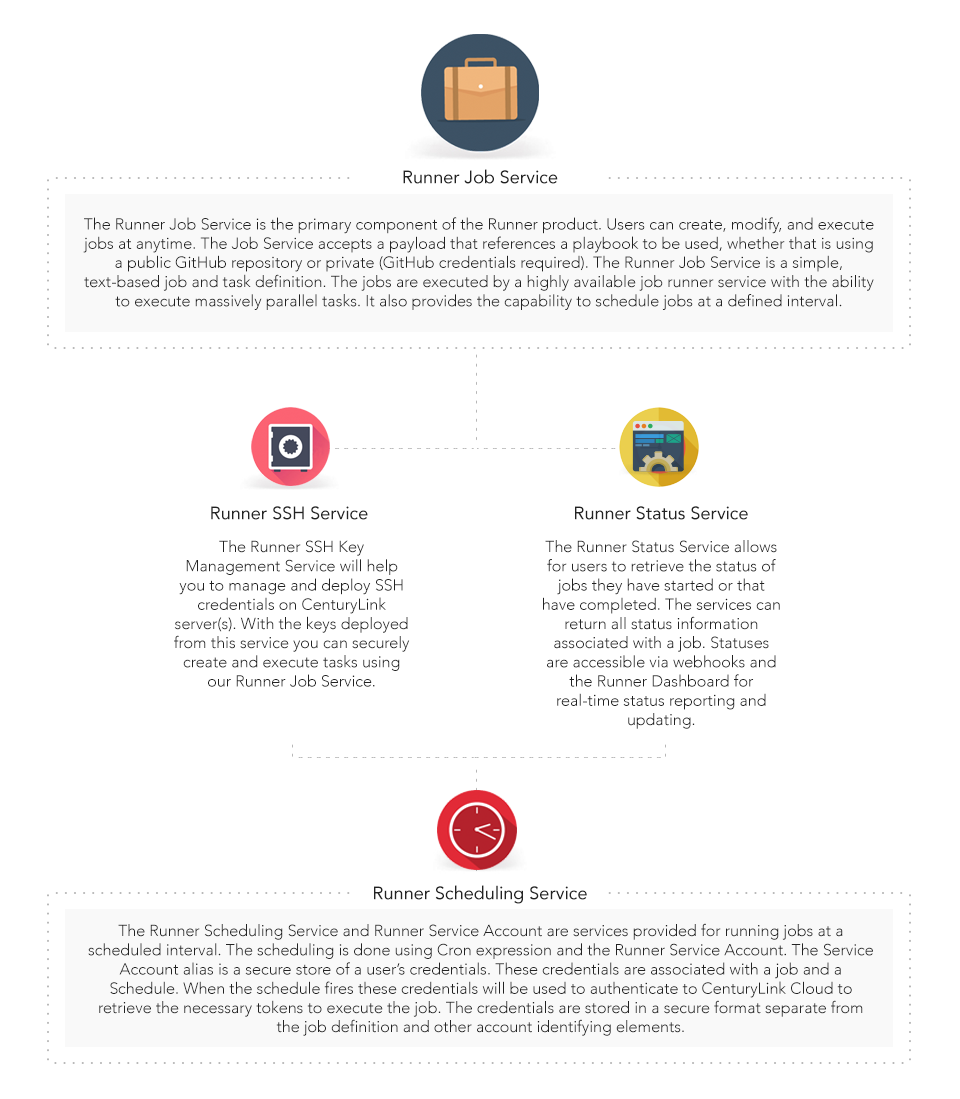 Runner Job Service
The Runner Job Service is the primary component of the Runner product. Users can create, modify, and execute
jobs at anytime. The Job Service accepts a payload that references a playbook to be used, whether that is using
a public GitHub repository or private (GitHub credentials required). The Runner Job Service is a simple,
text-based job and task definition. The jobs are executed by a highly available job runner service with the ability
to execute massively parallel tasks. It also provides the capability to schedule jobs at a defined interval.
Runner SSH Service
The Runner SSH Key
Management Service will help
you to manage and deploy SSH
credentials on CenturyLink
server(s). With the keys deployed
from this service you can securely
create and execute tasks using
our Runner Job Service.
Runner Status Service
The Runner Status Service allows
for users to retrieve the status of
jobs they have started or that
have completed. The services can
return all status information
associated with a job. Statuses
are accessible via webhooks and
the Runner Dashboard for
real-time status reporting and
updating.
Runner Scheduling Service
The Runner Scheduling Service and Runner Service Account are services provided for running jobs at a
scheduled interval. The scheduling is done using Cron expression and the Runner Service Account. The Service
Account alias is a secure store of a user’s credentials. These credentials are associated with a job and a
Schedule. When the schedule fires these credentials will be used to authenticate to CenturyLink Cloud to
retrieve the necessary tokens to execute the job. The credentials are stored in a secure format separate from
the job definition and other account identifying elements.